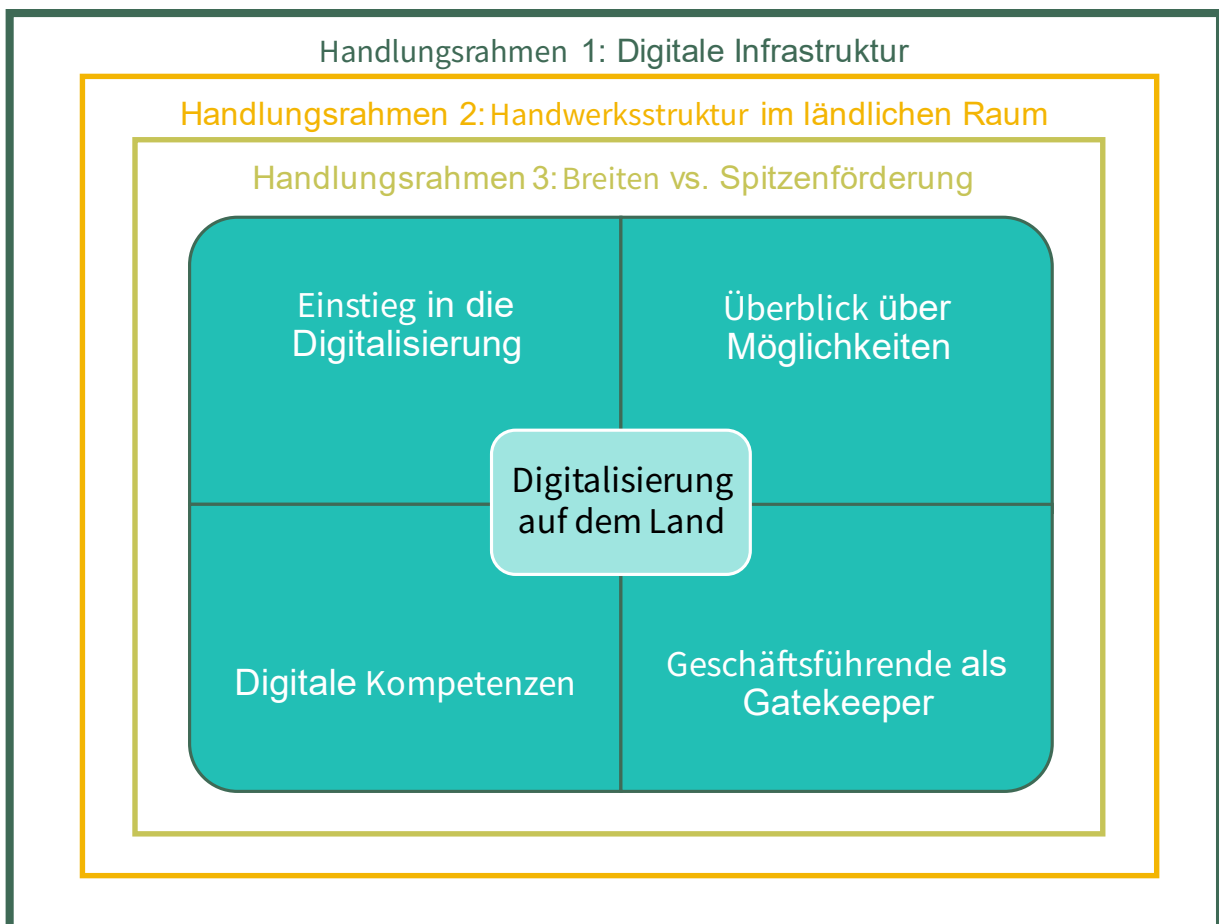 Handlungsrahmen 1: Digitale Infrastruktur
Handlungsrahmen 2: Handwerksstruktur im ländlichen Raum
Handlungsrahmen 3: Breiten vs. Spitzenförderung
Einstieg in die
Digitalisierung
Überblick über
Möglichkeiten
Digitalisierung
auf dem Land
Digitale Kompetenzen
Geschäftsführende als
Gatekeeper